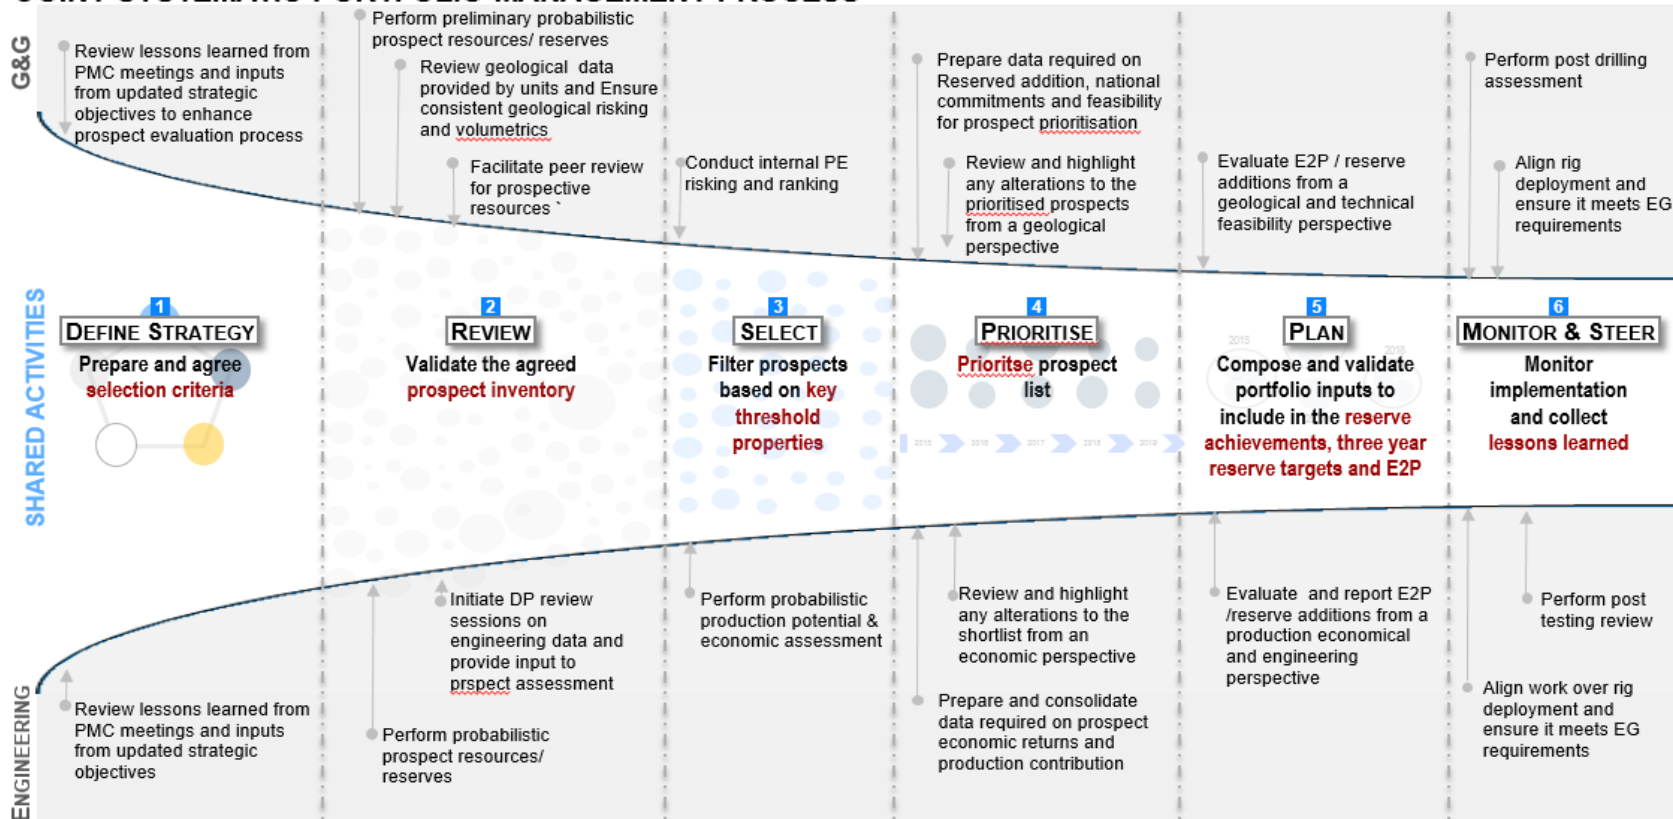 JOINT SYSTEMATIC PORTFOLIO MANAGEMENT PROCESS
G&G
Review lessons learned from
PMC meetings and inputs
from updated strategic
objectives to enhance
prospect evaluation process
Perform preliminary probabilistic
prospect resources/ reserves
Review geological data
provided by units and Ensure
consistent geological risking
and volumetrics
Facilitate peer review
for prospective
resources `
Conduct internal PE
risking and ranking
Prepare data required on
Reserved addition, national
commitments and feasibility
for prospect prioritisation
Review and highlight
any alterations to the
prioritised prospects
from a geological
perspective
Evaluate E2P / reserve
additions from a
geological and technical
feasibility perspective
Perform post drilling
assessment
Align rig
deployment and
ensure it meets EG
requirements
SHARED ACTIVITIES
1
DEFINE STRATEGY
Prepare and agree
selection criteria
2
REVIEW
Validate the agreed
prospect inventory
3
SELECT
Filter prospects
based on key
threshold
properties
4
PRIORITISE
Prioritse prospect
list
2015
2016
2017
2018
2019
5
PLAN
2015
2018
Compose and validate
portfolio inputs to
include in the reserve
achievements, three year
reserve targets and E2P
6
MONITOR & STEER
Monitor
implementation
and collect
lessons learned
ENGINEERING
Review lessons learned from
PMC meetings and inputs
from updated strategic
objectives
Initiate DP review
sessions on
engineering data and
provide input to
prspect assessment
Perform probabilistic
prospect resources/
reserves
Perform probabilistic
production potential &
economic assessment
Review and highlight
any alterations to the
shortlist from an
economic perspective
Prepare and consolidate
data required on prospect
economic returns and
production contribution
Evaluate and report E2P
/reserve additions from a
production economical
and engineering
perspective
Perform post
testing review
Align work over rig
deployment and
ensure it meets EG
requirements